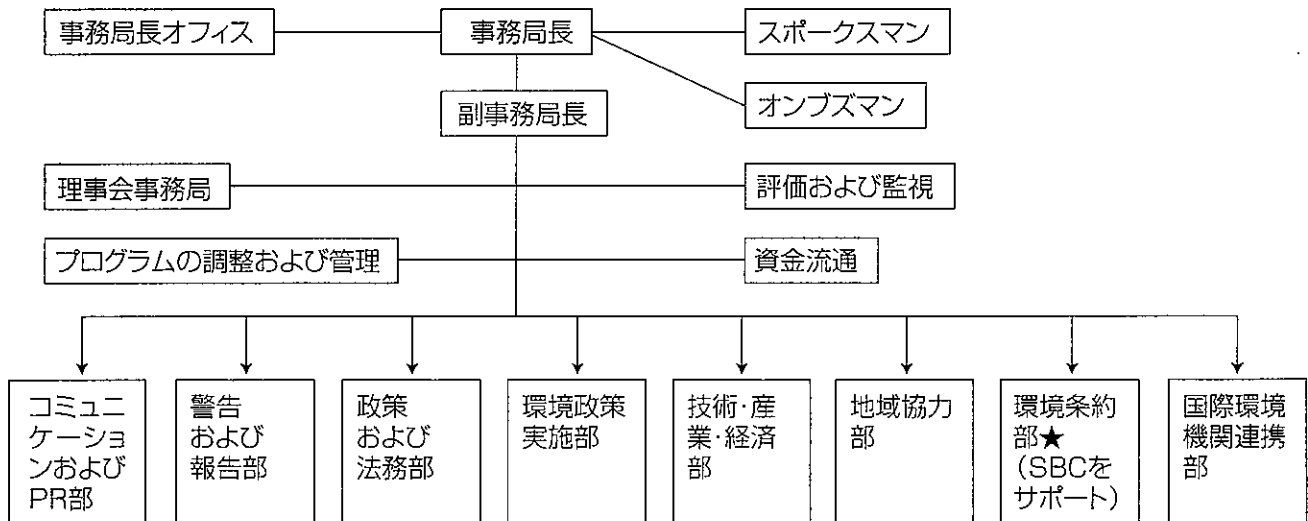 事務局長オフィス
事務局長
スポークスマン
オンブズマン
副事務局長
理事会事務局
評価および監視
プログラムの調整および管理
資金流通
コミュニ
ケーショ
ンおよび
PR部
警告
および
報告部
政策
および
法務部
環境政策
実施部
技術・産
業・経済
部
地域協力
部
環境条約
部★
(SBCを
サポート)
国際環境
機関連携
部